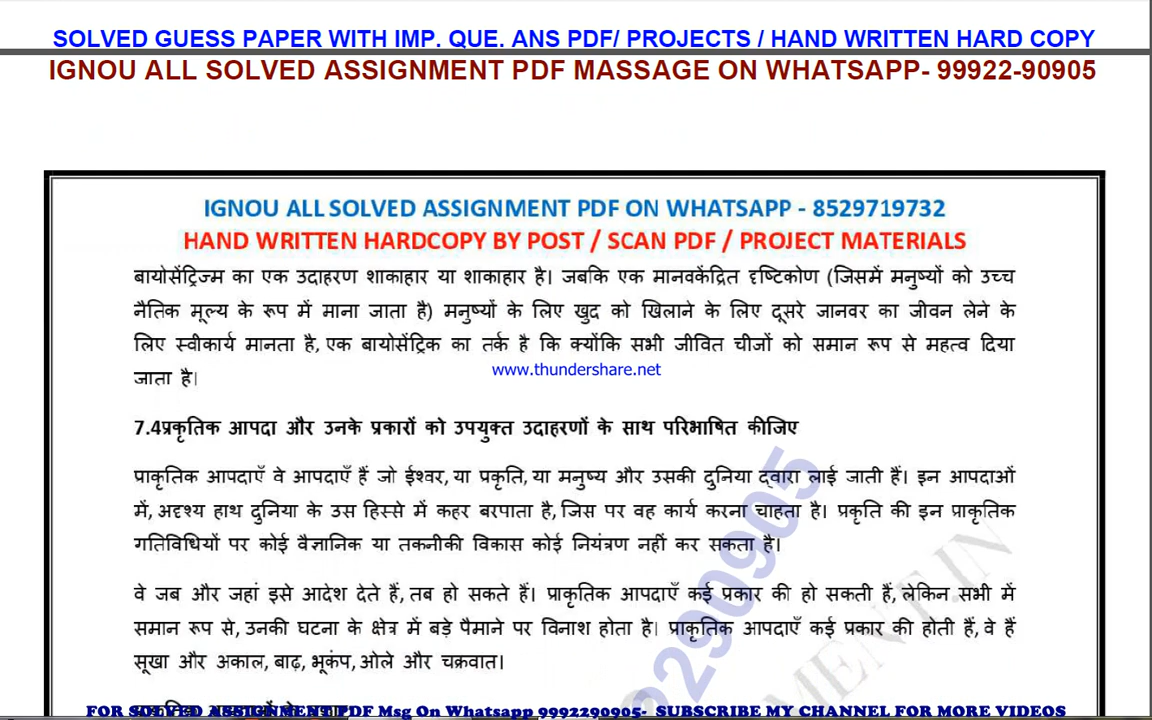 SOLVED GUESS PAPER WITH IMP. QUE. ANS PDF/ PROJECTS / HAND WRITTEN HARD COPY
IGNOU ALL SOLVED ASSIGNMENT PDF MASSAGE ON WHATSAPP- 99922-90905
IGNOU ALL SOLVED ASSIGNMENT PDF ON WHATSAPP - 8529719732
HAND WRITTEN HARDCOPY BY POST / SCAN PDF / PROJECT MATERIALS
बायोसेंट्रिज्म का एक उदाहरण शाकाहार या शाकाहार है। जबकि एक मानवकेंद्रित दृष्टिकोण (जिसमें मनुष्यों को उच्च
नैतिक मूल्य के रूप में माना जाता है) मनुष्यों के लिए खुद को खिलाने के लिए दूसरे जानवर का जीवन लेने के
लिए स्वीकार्य मानता है, एक बायोसेंट्रिक का तर्क है कि क्योंकि सभी जीवित चीजों को समान रूप से महत्व दिया
जाता है।
www.thundershare.net
7.4प्रकृतिक आपदा और उनके प्रकारों को उपयुक्त उदाहरणों के साथ परिभाषित कीजिए
प्राकृतिक आपदाएँ वे आपदाएँ हैं जो ईश्वर, या प्रकृति, या मनुष्य और उसकी दुनिया द्वारा लाई जाती हैं। इन आपदाओं
में, अदृश्य हाथ दुनिया के उस हिस्से में कहर बरपाता है, जिस पर वह कार्य करना चाहता है। प्रकृति की इन प्राकृतिक
गतिविधियों पर कोई वैज्ञानिक या तकनीकी विकास कोई नियंत्रण नहीं कर सकता है।
वे जब और जहां इसे आदेश देते हैं, तब हो सकते हैं। प्राकृतिक आपदाएँ कई प्रकार की हो सकती हैं, लेकिन सभी में
समान रूप से, उनकी घटना के क्षेत्र में बड़े पैमाने पर विनाश होता है। प्राकृतिक आपदाएँ कई प्रकार की होती हैं, वे हैं
सूखा और अकाल, बाढ़, भूकंप, ओले और चक्रवात।
2290905
MENT.IN
FOR SOLVED ASSIGNMENT PDF Msg On Whatsapp 9992290905- SUBSCRIBE MY CHANNEL FOR MORE VIDEOS